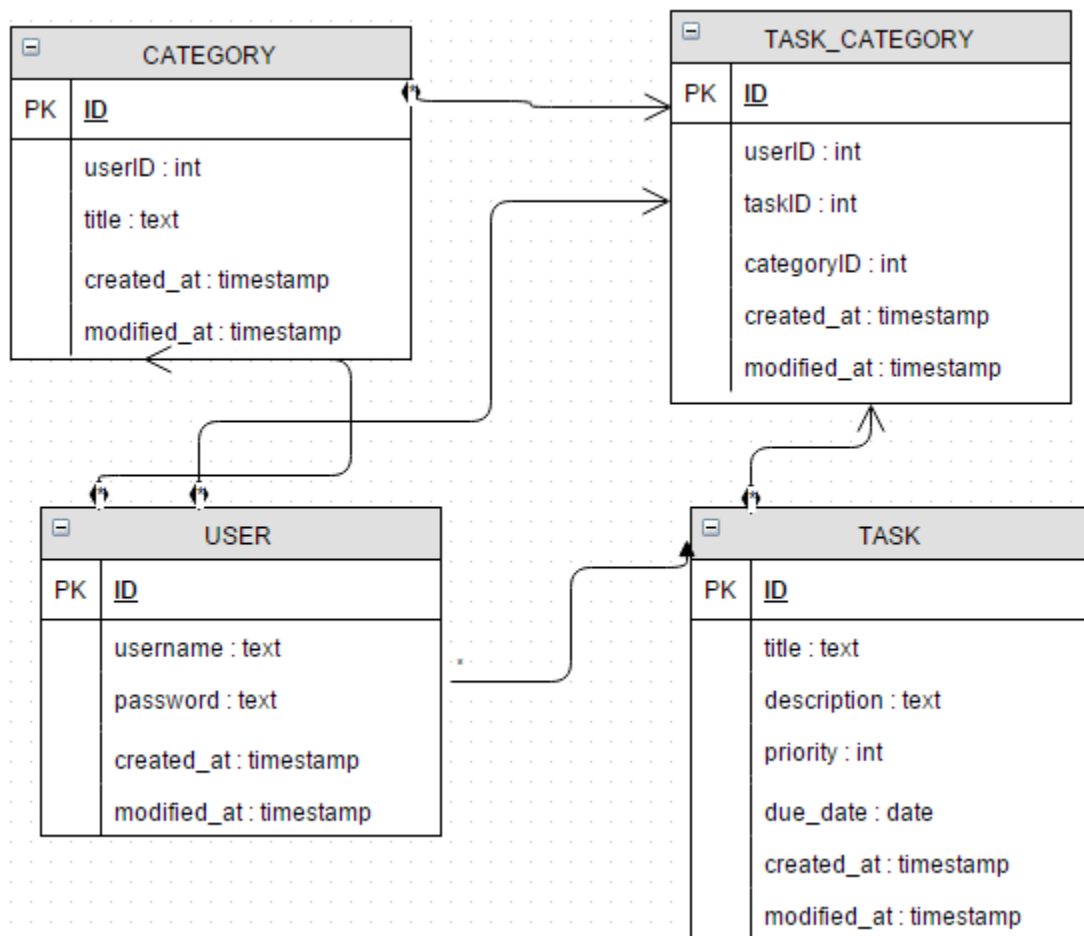 CATEGORY
PK ID
userID : int
title : text
created_at : timestamp
modified_at : timestamp
TASK_CATEGORY
PK ID
userID : int
taskID : int
categoryID : int
created_at : timestamp
modified_at : timestamp
*
*
*
*
USER
PK ID
username : text
password : text
created_at : timestamp
modified_at : timestamp
*
TASK
PK ID
title : text
description : text
priority : int
due_date : date
created_at : timestamp
modified_at : timestamp